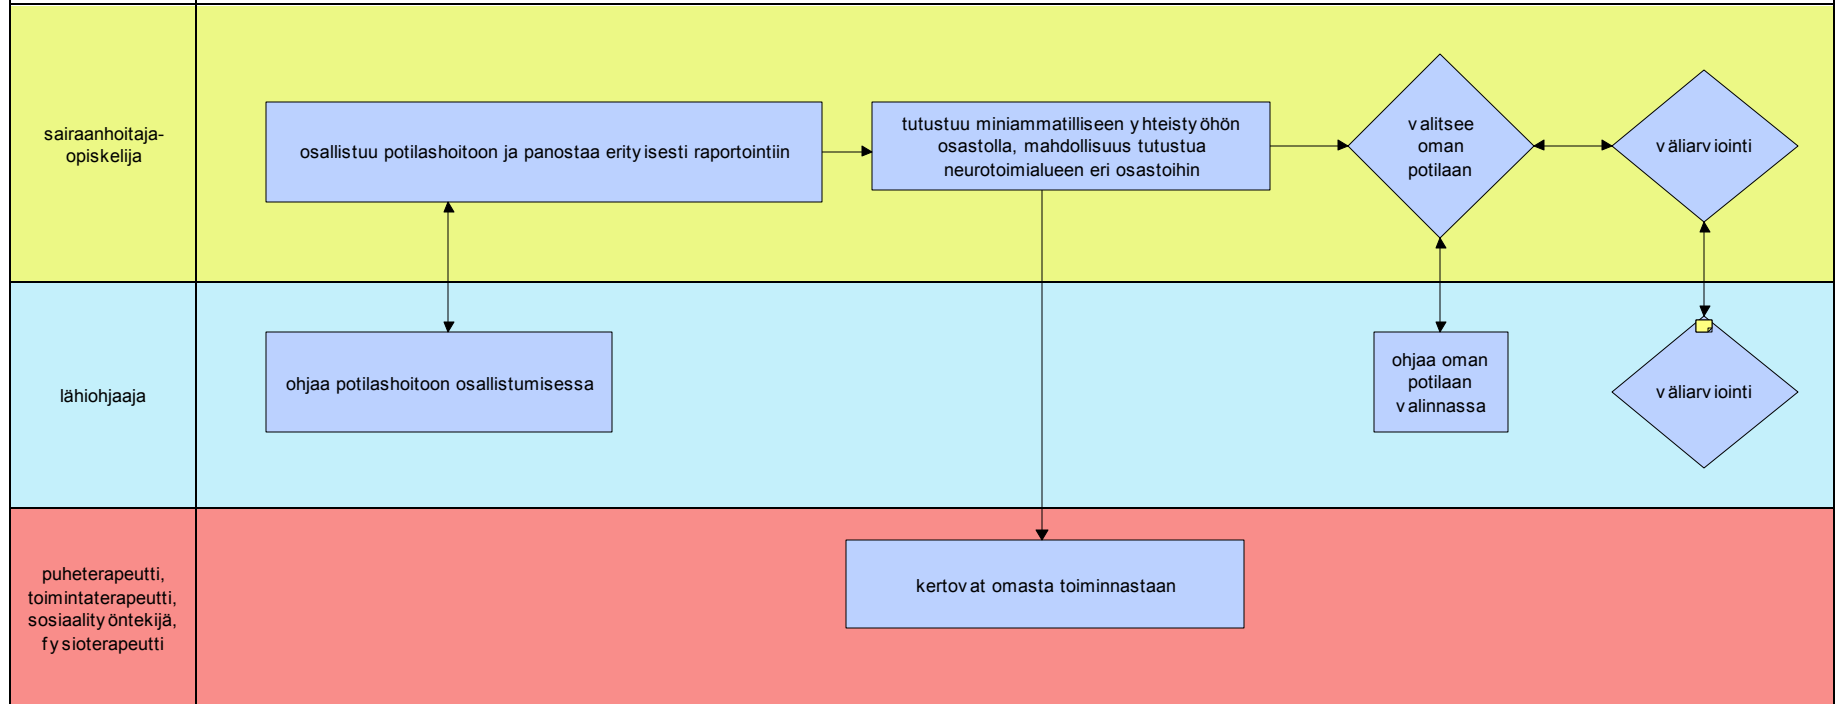 sairaanhoitaja-
opiskelija
osallistuu potilashoitoon ja panostaa erityisesti raportointiin
tutustuu miniammatilliseen yhteistyöhön
osastolla, mahdollisuus tutustua
neurotoimialueen eri osastoihin
valitsee
oman
potilaan
väliarviointi
lähiohjaaja
ohjaa potilashoitoon osallistumisessa
ohjaa oman
potilaan
valinnassa
väliarviointi
puheterapeutti,
toimintaterapeutti,
sosiaalityöntekijä,
fysioterapeutti
kertovat omasta toiminnastaan